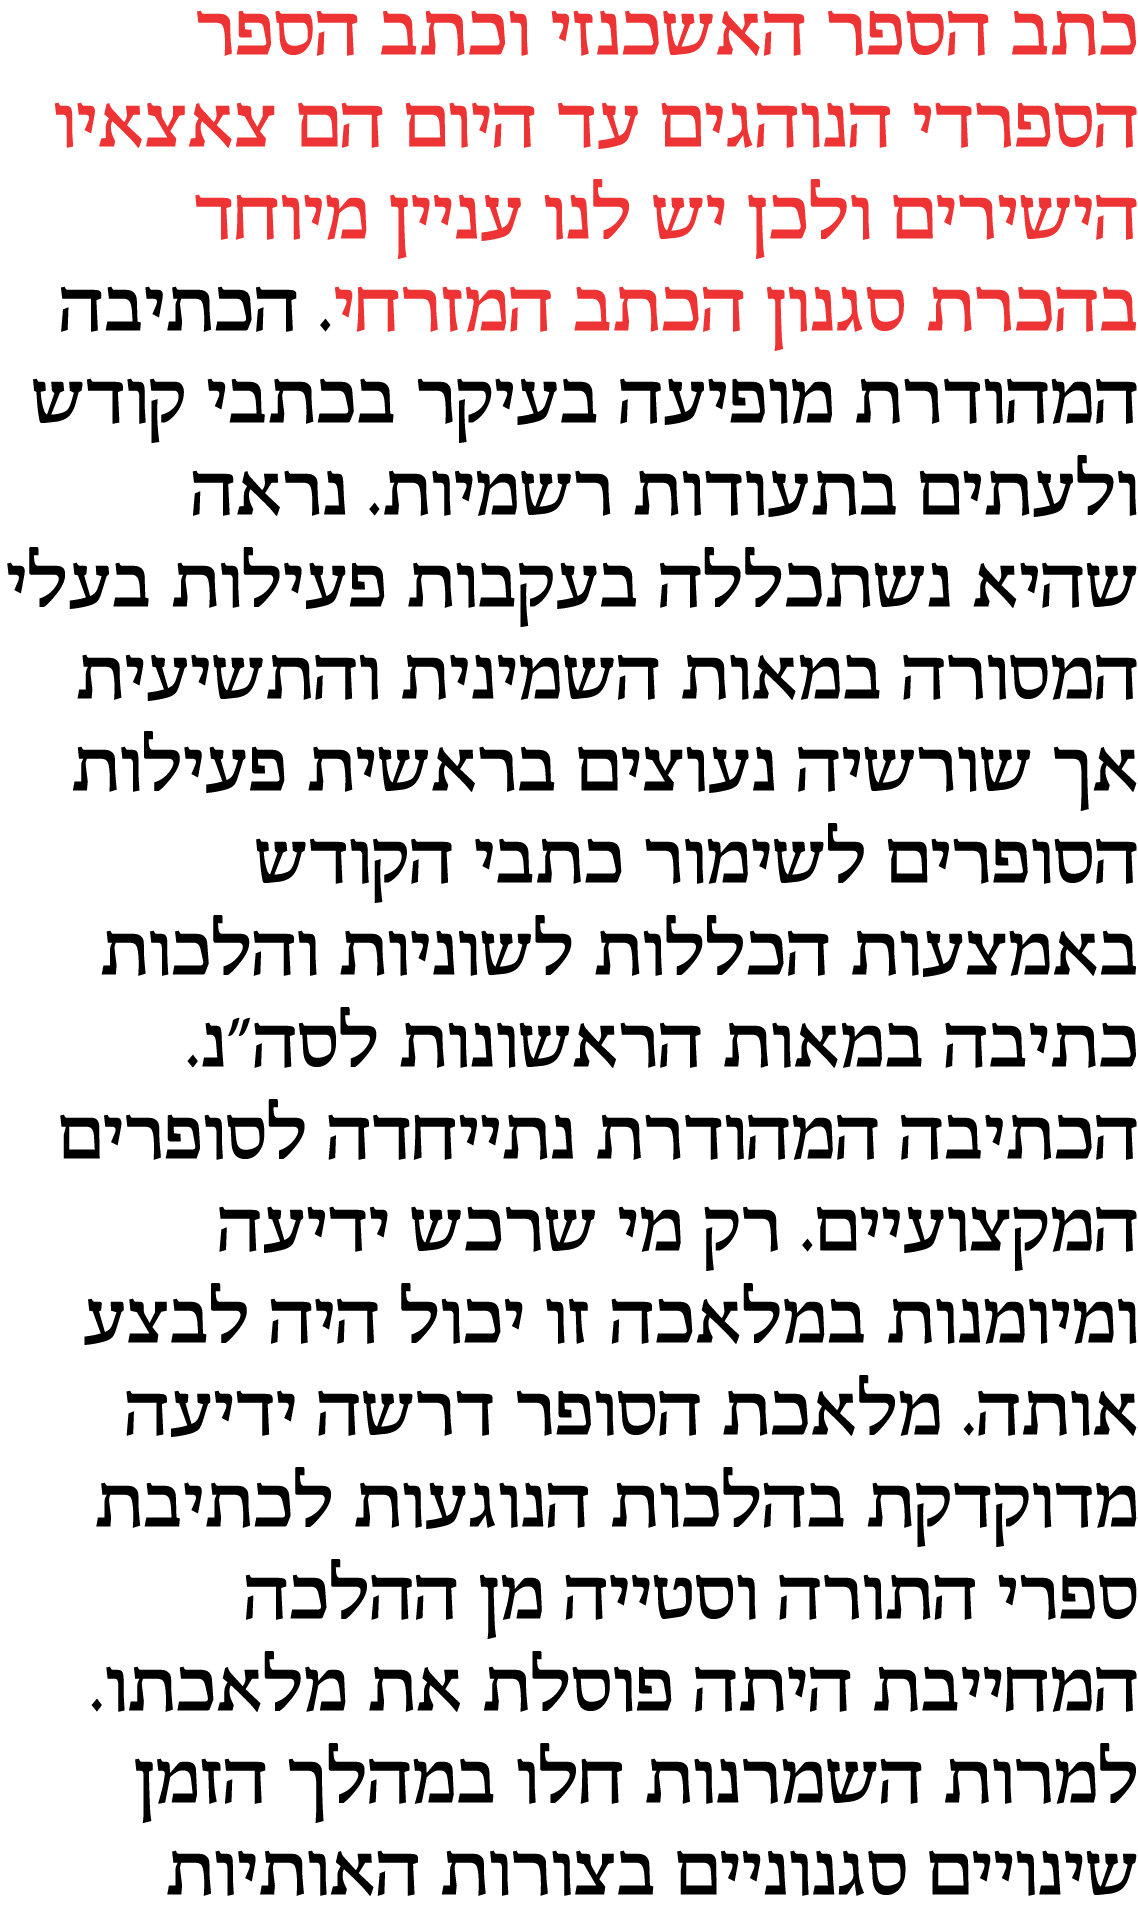 כתב הספר האשכנזי וכתב הספר
הספרדי הנוהגים עד היום הם צאצאיו
הישירים ולכן יש לנו עניין מיוחד
בהכרת סגנון הכתב המזרחי. הכתיבה
המהודרת מופיעה בעיקר בכתבי קודש
ולעתים בתעודות רשמיות. נראה
שהיא נשתכללה בעקבות פעילות בעלי
המסורה במאות השמינית והתשיעית
אך שורשיה נעוצים בראשית פעילות
הסופרים לשימור כתבי הקודש
באמצעות הכללות לשוניות והלכות
כתיבה במאות הראשונות לסה״נ.
הכתיבה המהודרת נתייחדה לסופרים
המקצועיים. רק מי שרכש ידיעה
ומיומנות במלאכה זו יכול היה לבצע
אותה. מלאכת הסופר דרשה ידיעה
מדוקדקת בהלכות הנוגעות לכתיבת
ספרי התורה וסטייה מן ההלכה
המחייבת היתה פוסלת את מלאכתו.
למרות השמרנות חלו במהלך הזמן
שינויים סגנוניים בצורות האותיות